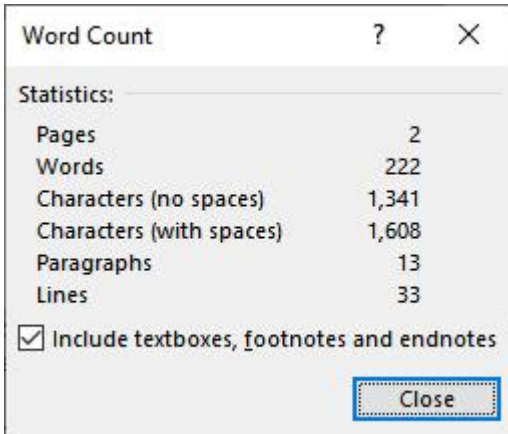 Word Count ? ×
Statistics:
Pages 2
Words 222
Characters (no spaces) 1,341
Characters (with spaces) 1,608
Paragraphs 13
Lines 33
Include textboxes, footnotes and endnotes
Close